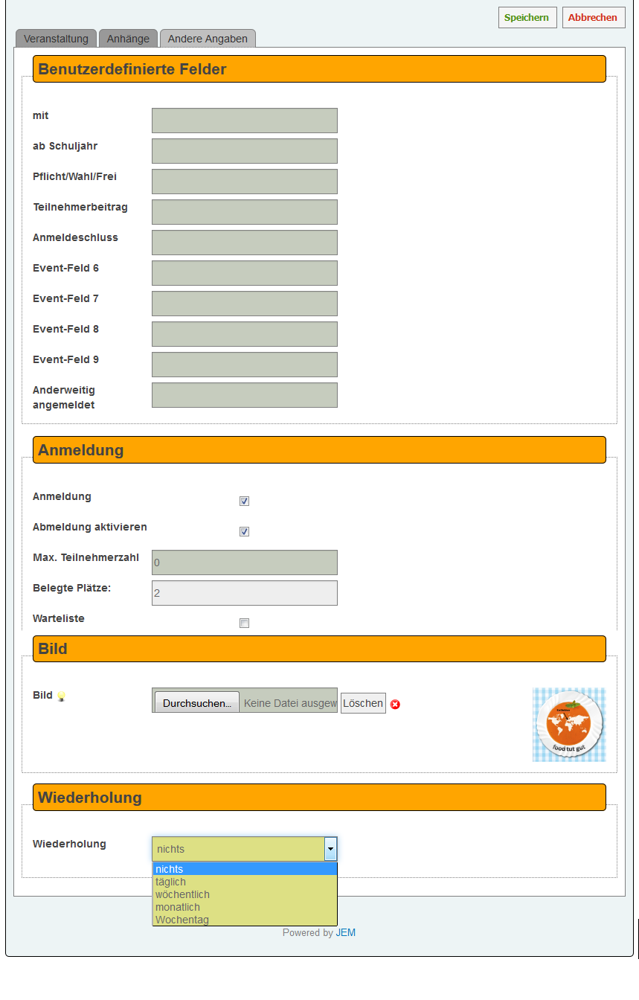 Speichern Abbrechen
Veranstaltung Anhänge Andere Angaben
Benutzerdefinierte Felder
mit
ab Schuljahr
Pflicht/Wahl/Frei
Teilnehmerbeitrag
Anmeldeschluss
Event-Feld 6
Event-Feld 7
Event-Feld 8
Event-Feld 9
Anderweitig
angemeldet
Anmeldung
Anmeldung
Abmeldung aktivieren
Max. Teilnehmerzahl 0
Belegte Plätze: 2
Warteliste
Bild
Bild Durchsuchen... Keine Datei ausgew Löschen
food tut gut
Wiederholung
Wiederholung nichts
nichts
täglich
wöchentlich
monatlich
Wochentag
Powered by JEM